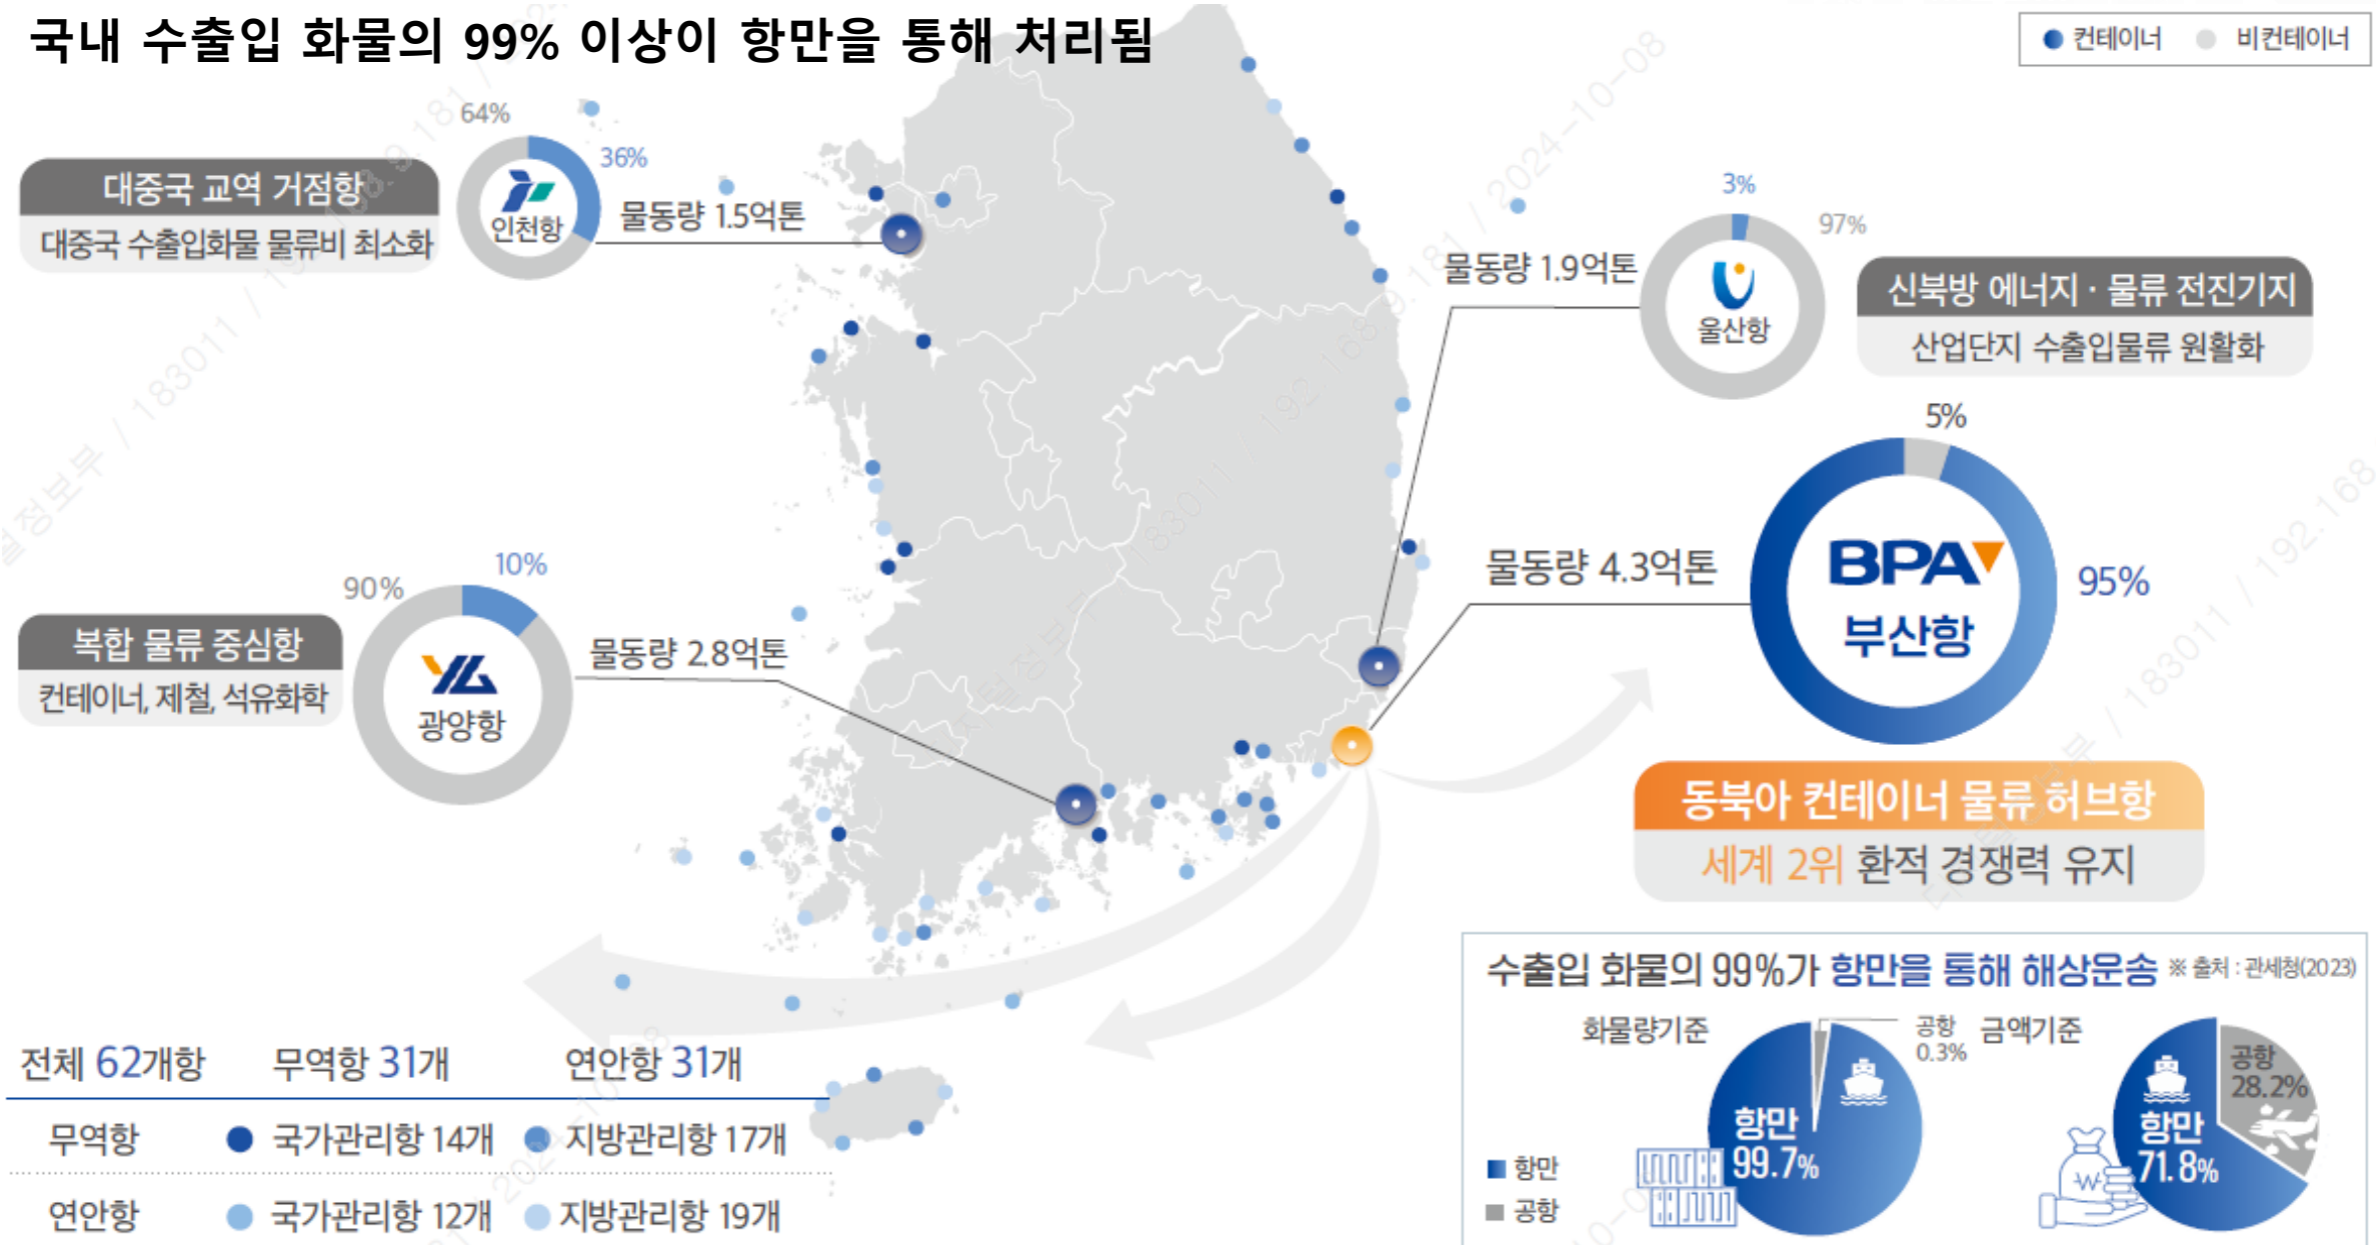 국내 수출입 화물의 99% 이상이 항만을 통해 처리됨
컨테이너 비컨테이너
64%
36%
대중국 교역 거점항
대중국 수출입화물 물류비 최소화
인천항
물동량 1.5억톤
3%
97%
물동량 1.9억톤
울산항
신북방 에너지 · 물류 전진기지
산업단지 수출입물류 원활화
5%
물동량 4.3억톤
BPA
부산항
95%
동북아 컨테이너 물류 허브항
세계 2위 환적 경쟁력 유지
10%
90%
복합 물류 중심항
컨테이너, 제철, 석유화학
광양항
물동량 2.8억톤
전체 62개항 무역항 31개 연안항 31개
무역항 국가관리항 14개 지방관리항 17개
연안항 국가관리항 12개 지방관리항 19개
수출입 화물의 99%가 항만을 통해 해상운송 ※ 출처 : 관세청(2023)
화물량기준
공항
0.3%
항만
99.7%
금액기준
공항
28.2%
항만
71.8%
W
항만
공항
183011 / 192.168.9.181 / 2024-10-08